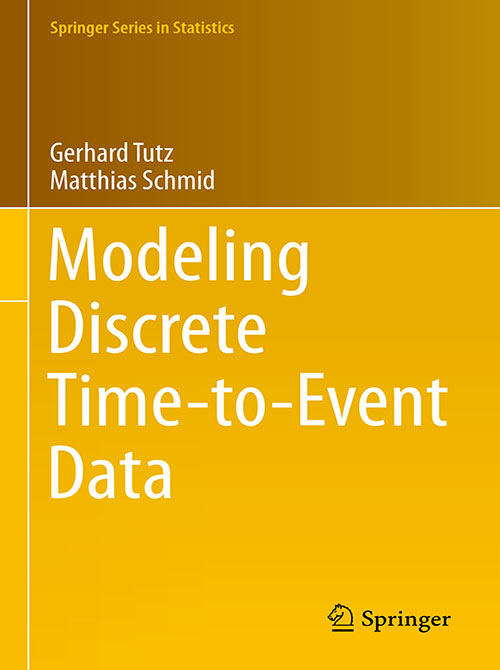 Springer Series in Statistics
Gerhard Tutz
Matthias Schmid
Modeling
Discrete
Time-to-Event
Data
Springer